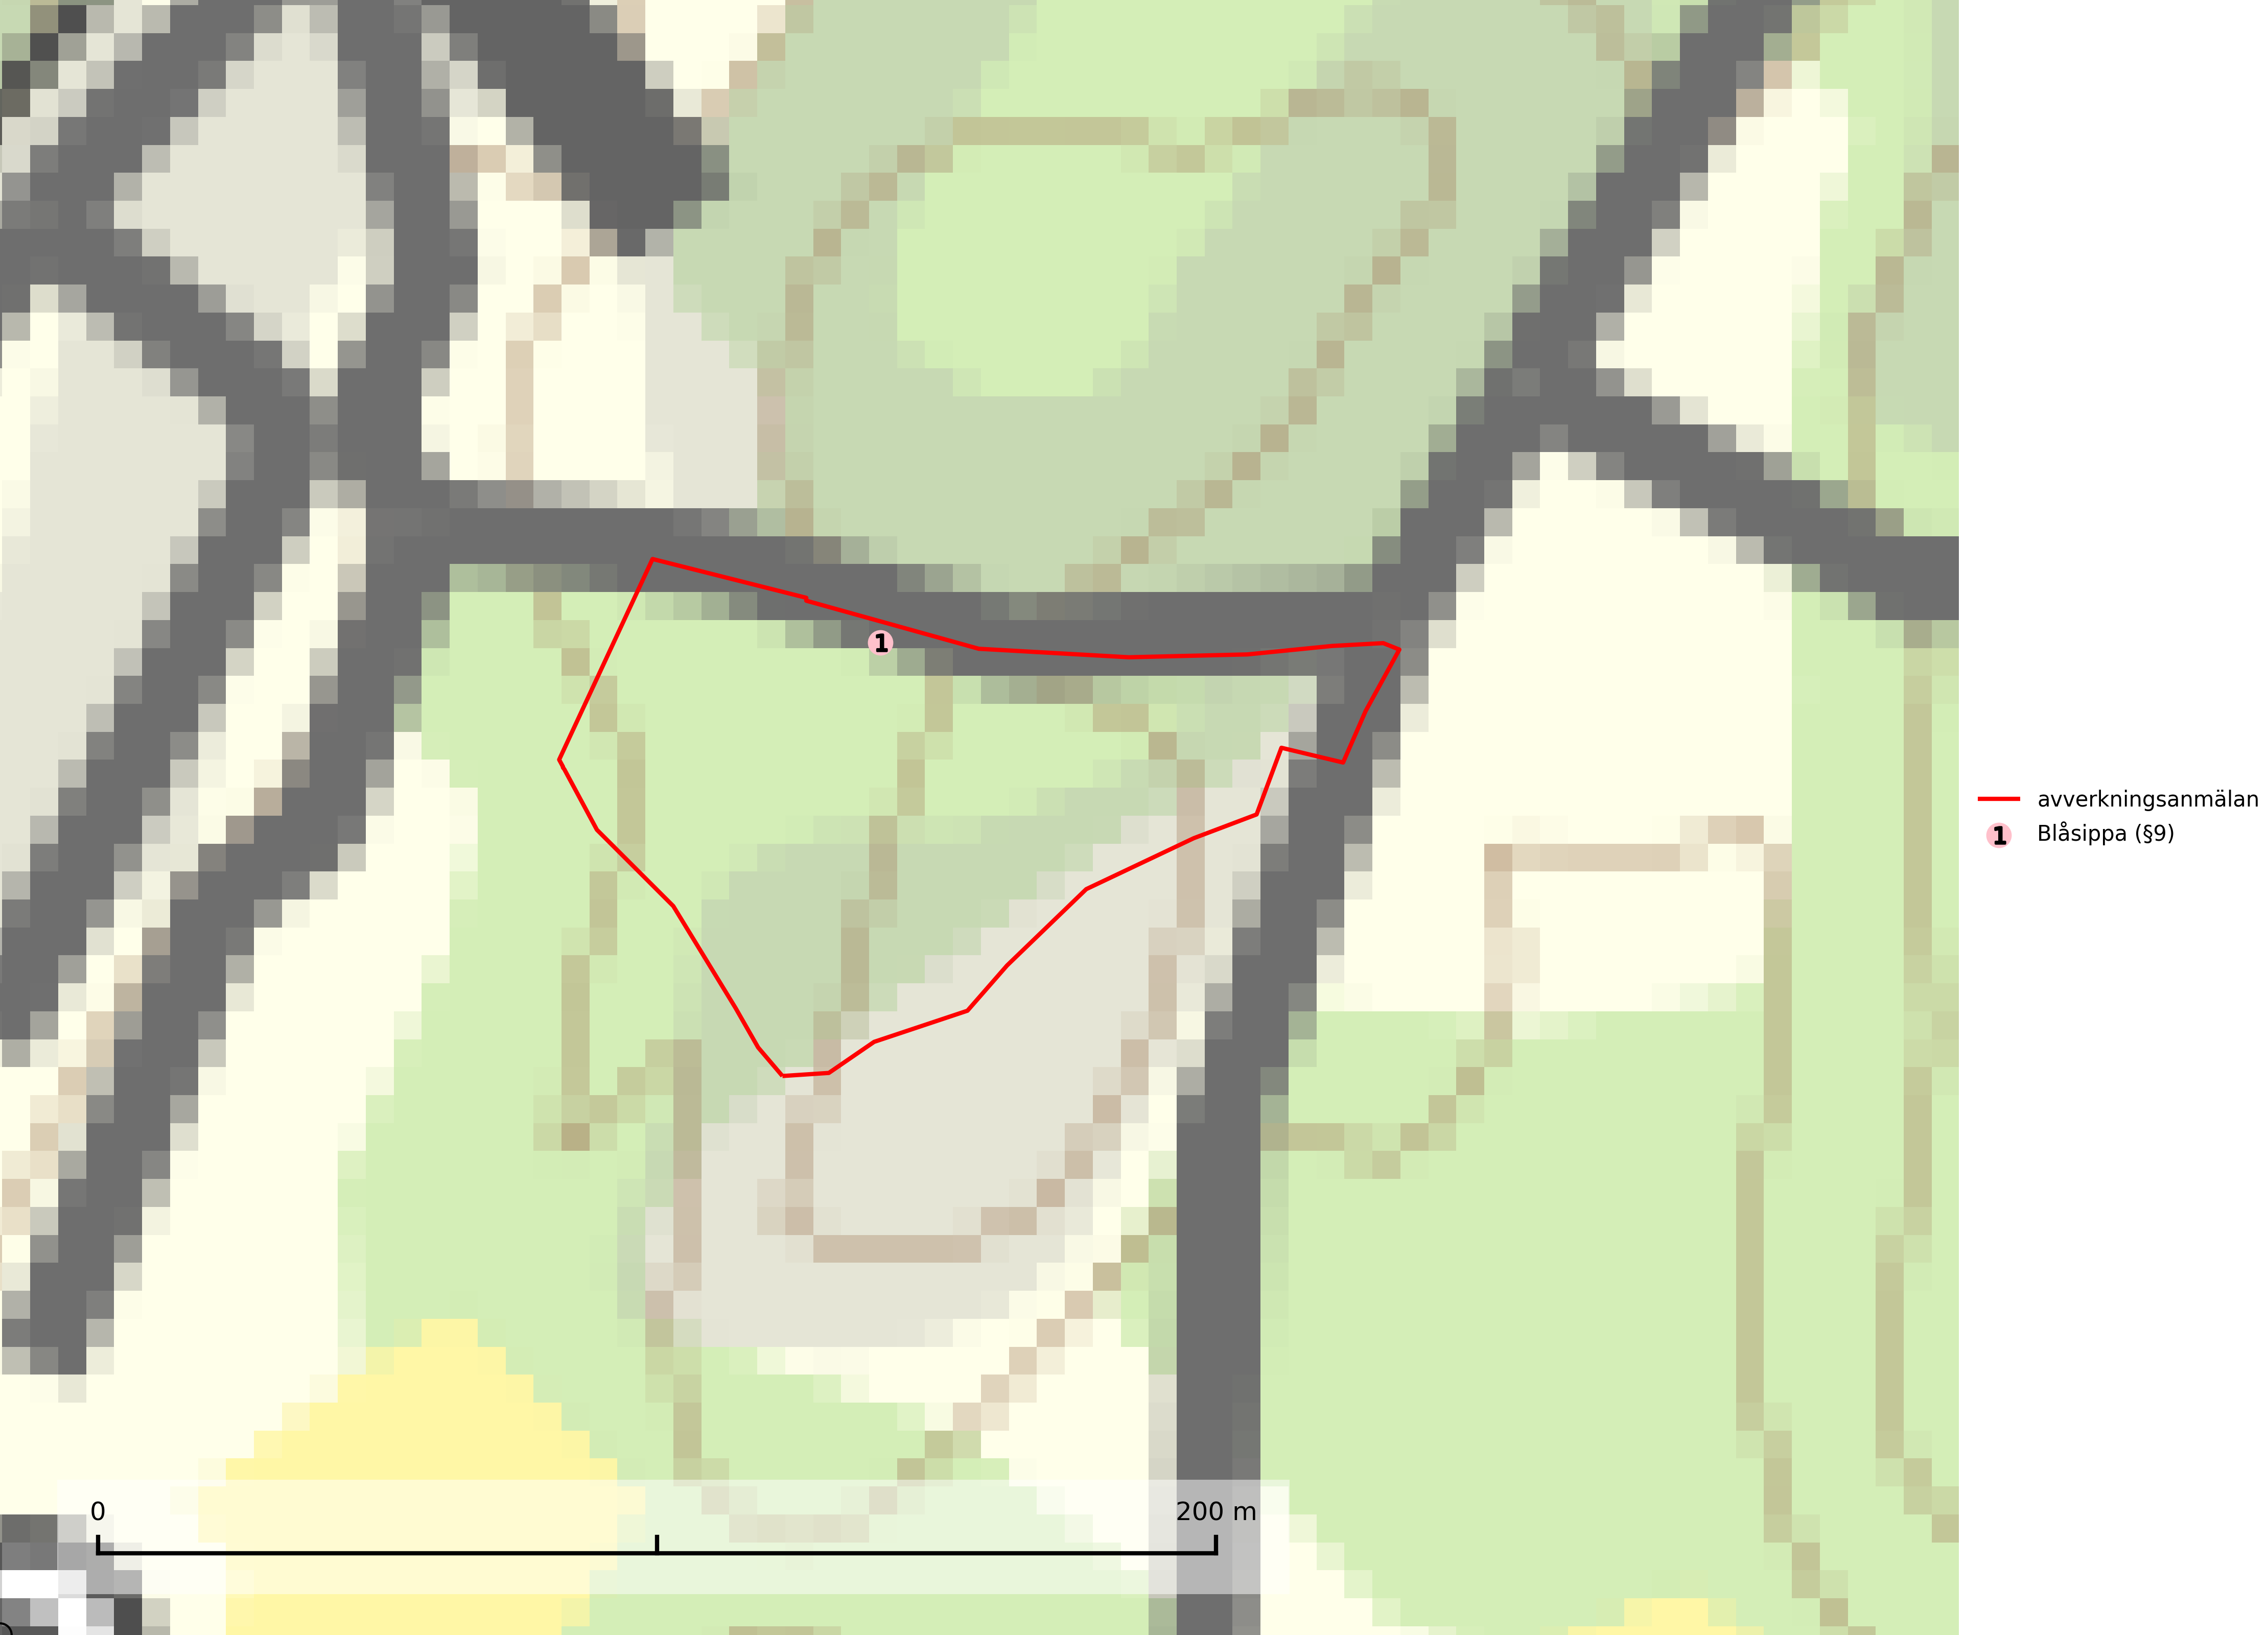 1
avverkningsanmälan
1 Blåsippa (§9)
0 200 m